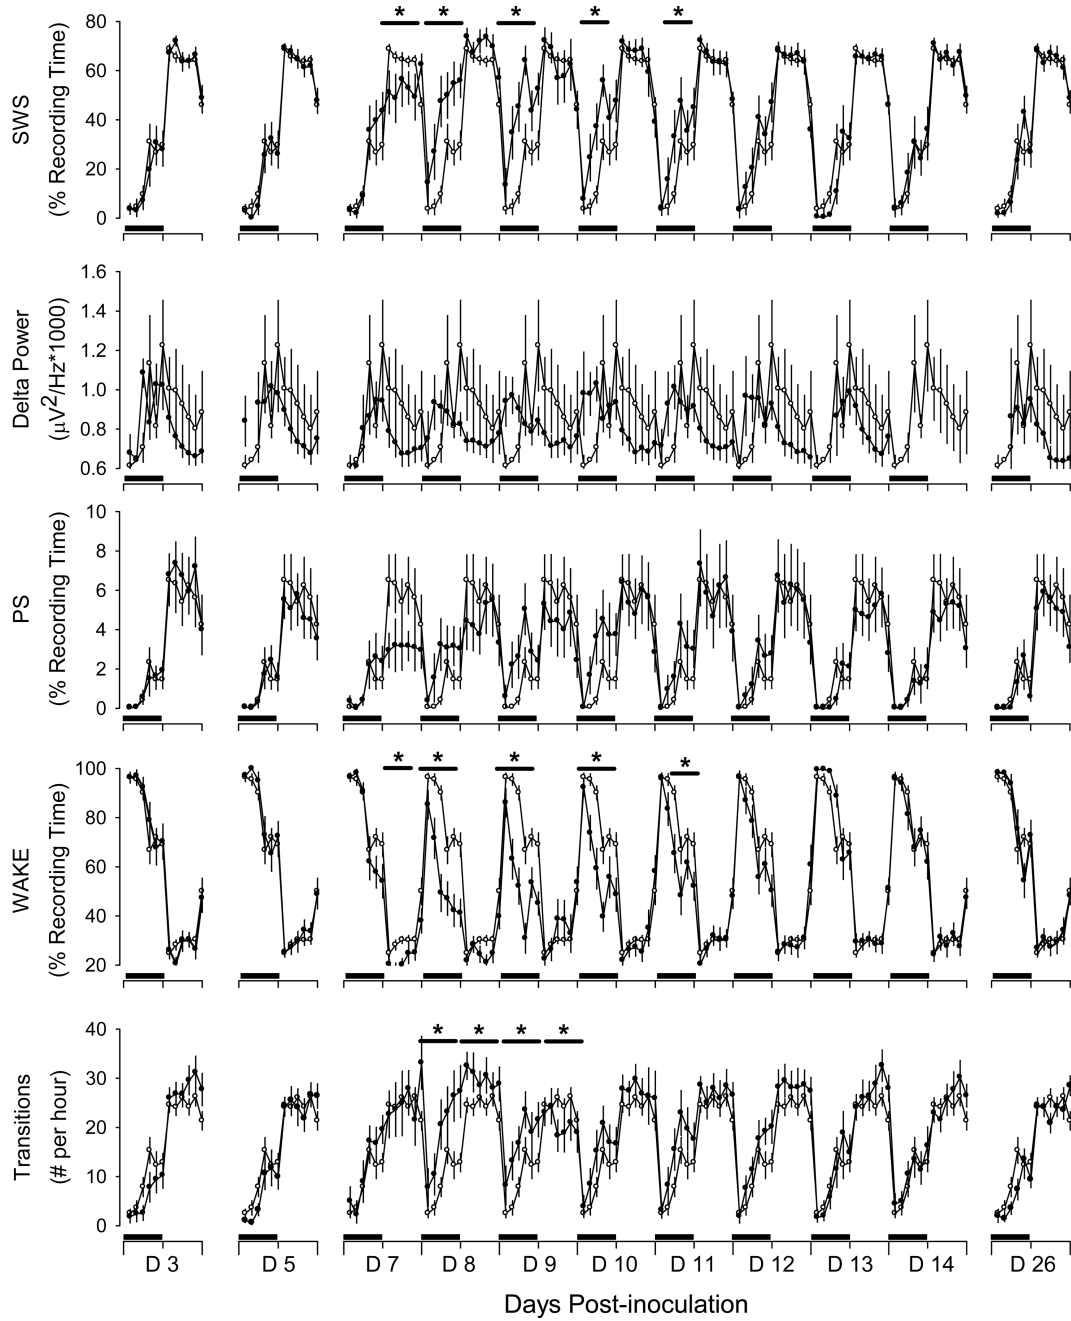 * * * * *
80
60
40
20
0
SWS
(% Recording Time)
1.6
1.4
1.2
1.0
0.8
0.6
Delta Power
(μV²/Hz*1000)
10
8
6
4
2
0
PS
(% Recording Time)
* * * * *
100
80
60
40
20
WAKE
(% Recording Time)
* * * *
40
30
20
10
0
Transitions
(# per hour)
D 3 D 5 D 7 D 8 D 9 D 10 D 11 D 12 D 13 D 14 D 26
Days Post-inoculation